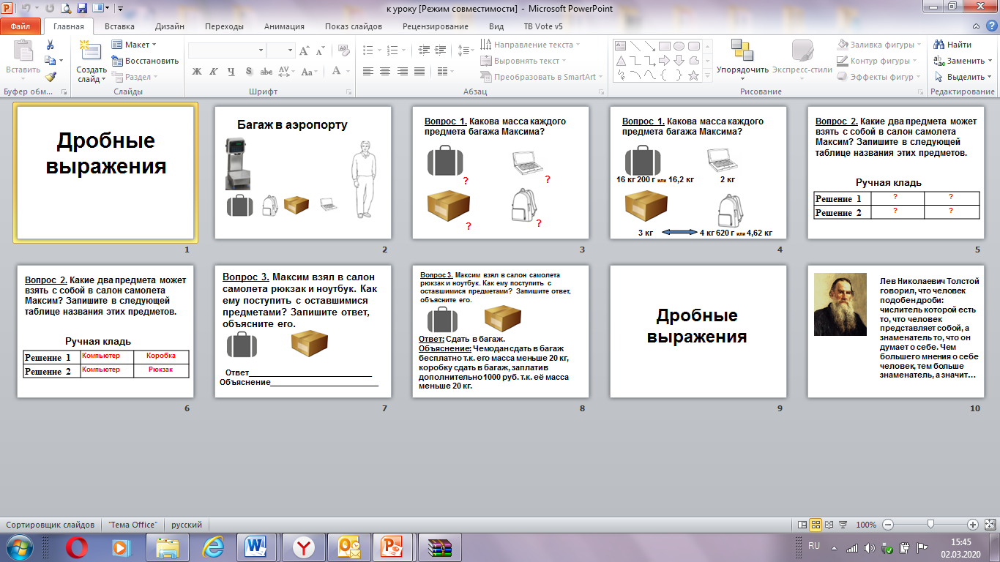 к уроку [Режим совместимости] - Microsoft PowerPoint
Файл Главная Вставка Дизайн Переходы Анимация Показ слайдов Рецензирование Вид TB Vote v5
Вставить
Буфер обм...
Создать слайд
Макет
Восстановить
Раздел
Слайды
Ж К Ч S abc AV Aa A
Шрифт
Направление текста
Выровнять текст
Преобразовать в SmartArt
Абзац
Упорядочить
Экспресс-стили
Заливка фигуры
Контур фигуры
Эффекты фигур
Рисование
Найти
Заменить
Выделить
Редактирование
Дробные
выражения
1
Багаж в аэропорту
2
Вопрос 1. Какова масса каждого
предмета багажа Максима?
? ?
? ?
3
Вопрос 1. Какова масса каждого
предмета багажа Максима?
16 кг 200 г или 16,2 кг 2 кг
3 кг 4 кг 620 г или 4,62 кг
4
Вопрос 2. Какие два предмета может
взять с собой в салон самолета
Максим? Запишите в следующей
таблице названия этих предметов.
Ручная кладь
Решение 1 ? ?
Решение 2 ? ?
5
Вопрос 2. Какие два предмета может
взять с собой в салон самолета
Максим? Запишите в следующей
таблице названия этих предметов.
Ручная кладь
Решение 1 Компьютер Коробка
Решение 2 Компьютер Рюкзак
6
Вопрос 3. Максим взял в салон
самолета рюкзак и ноутбук. Как
ему поступить с оставшимися
предметами? Запишите ответ,
объясните его.
Ответ____________________________
Объяснение_________________________
7
Вопрос 3. Максим взял в салон самолета
рюкзак и ноутбук. Как ему поступить с
оставшимися предметами? Запишите ответ,
объясните его.
Ответ: Сдать в багаж.
Объяснение: Чемодан сдать в багаж
бесплатно т.к. его масса меньше 20 кг,
коробку сдать в багаж, заплатив
дополнительно 1000 руб. т.к. её масса
меньше 20 кг.
8
Дробные
выражения
9
Лев Николаевич Толстой
говорил, что человек
подобен дроби:
числитель которой есть
то, что человек
представляет собой, а
знаменатель то, что он
думает о себе. Чем
большего мнения о себе
человек, тем больше
знаменатель, а значит…
10
Сортировщик слайдов "Тема Office" русский 100%
RU 15:45
02.03.2020